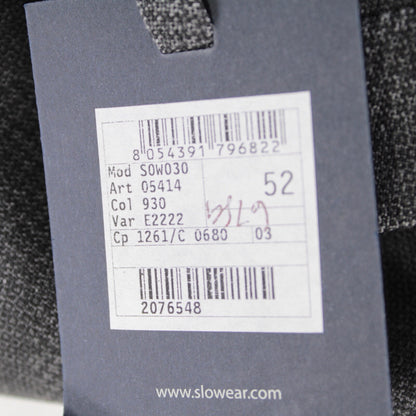 8 054391 796822
Mod SOW030
Art 05414
52
Col 930
Var E2222
Cp 1261/C 0680 03
2076548
www.slowear.com